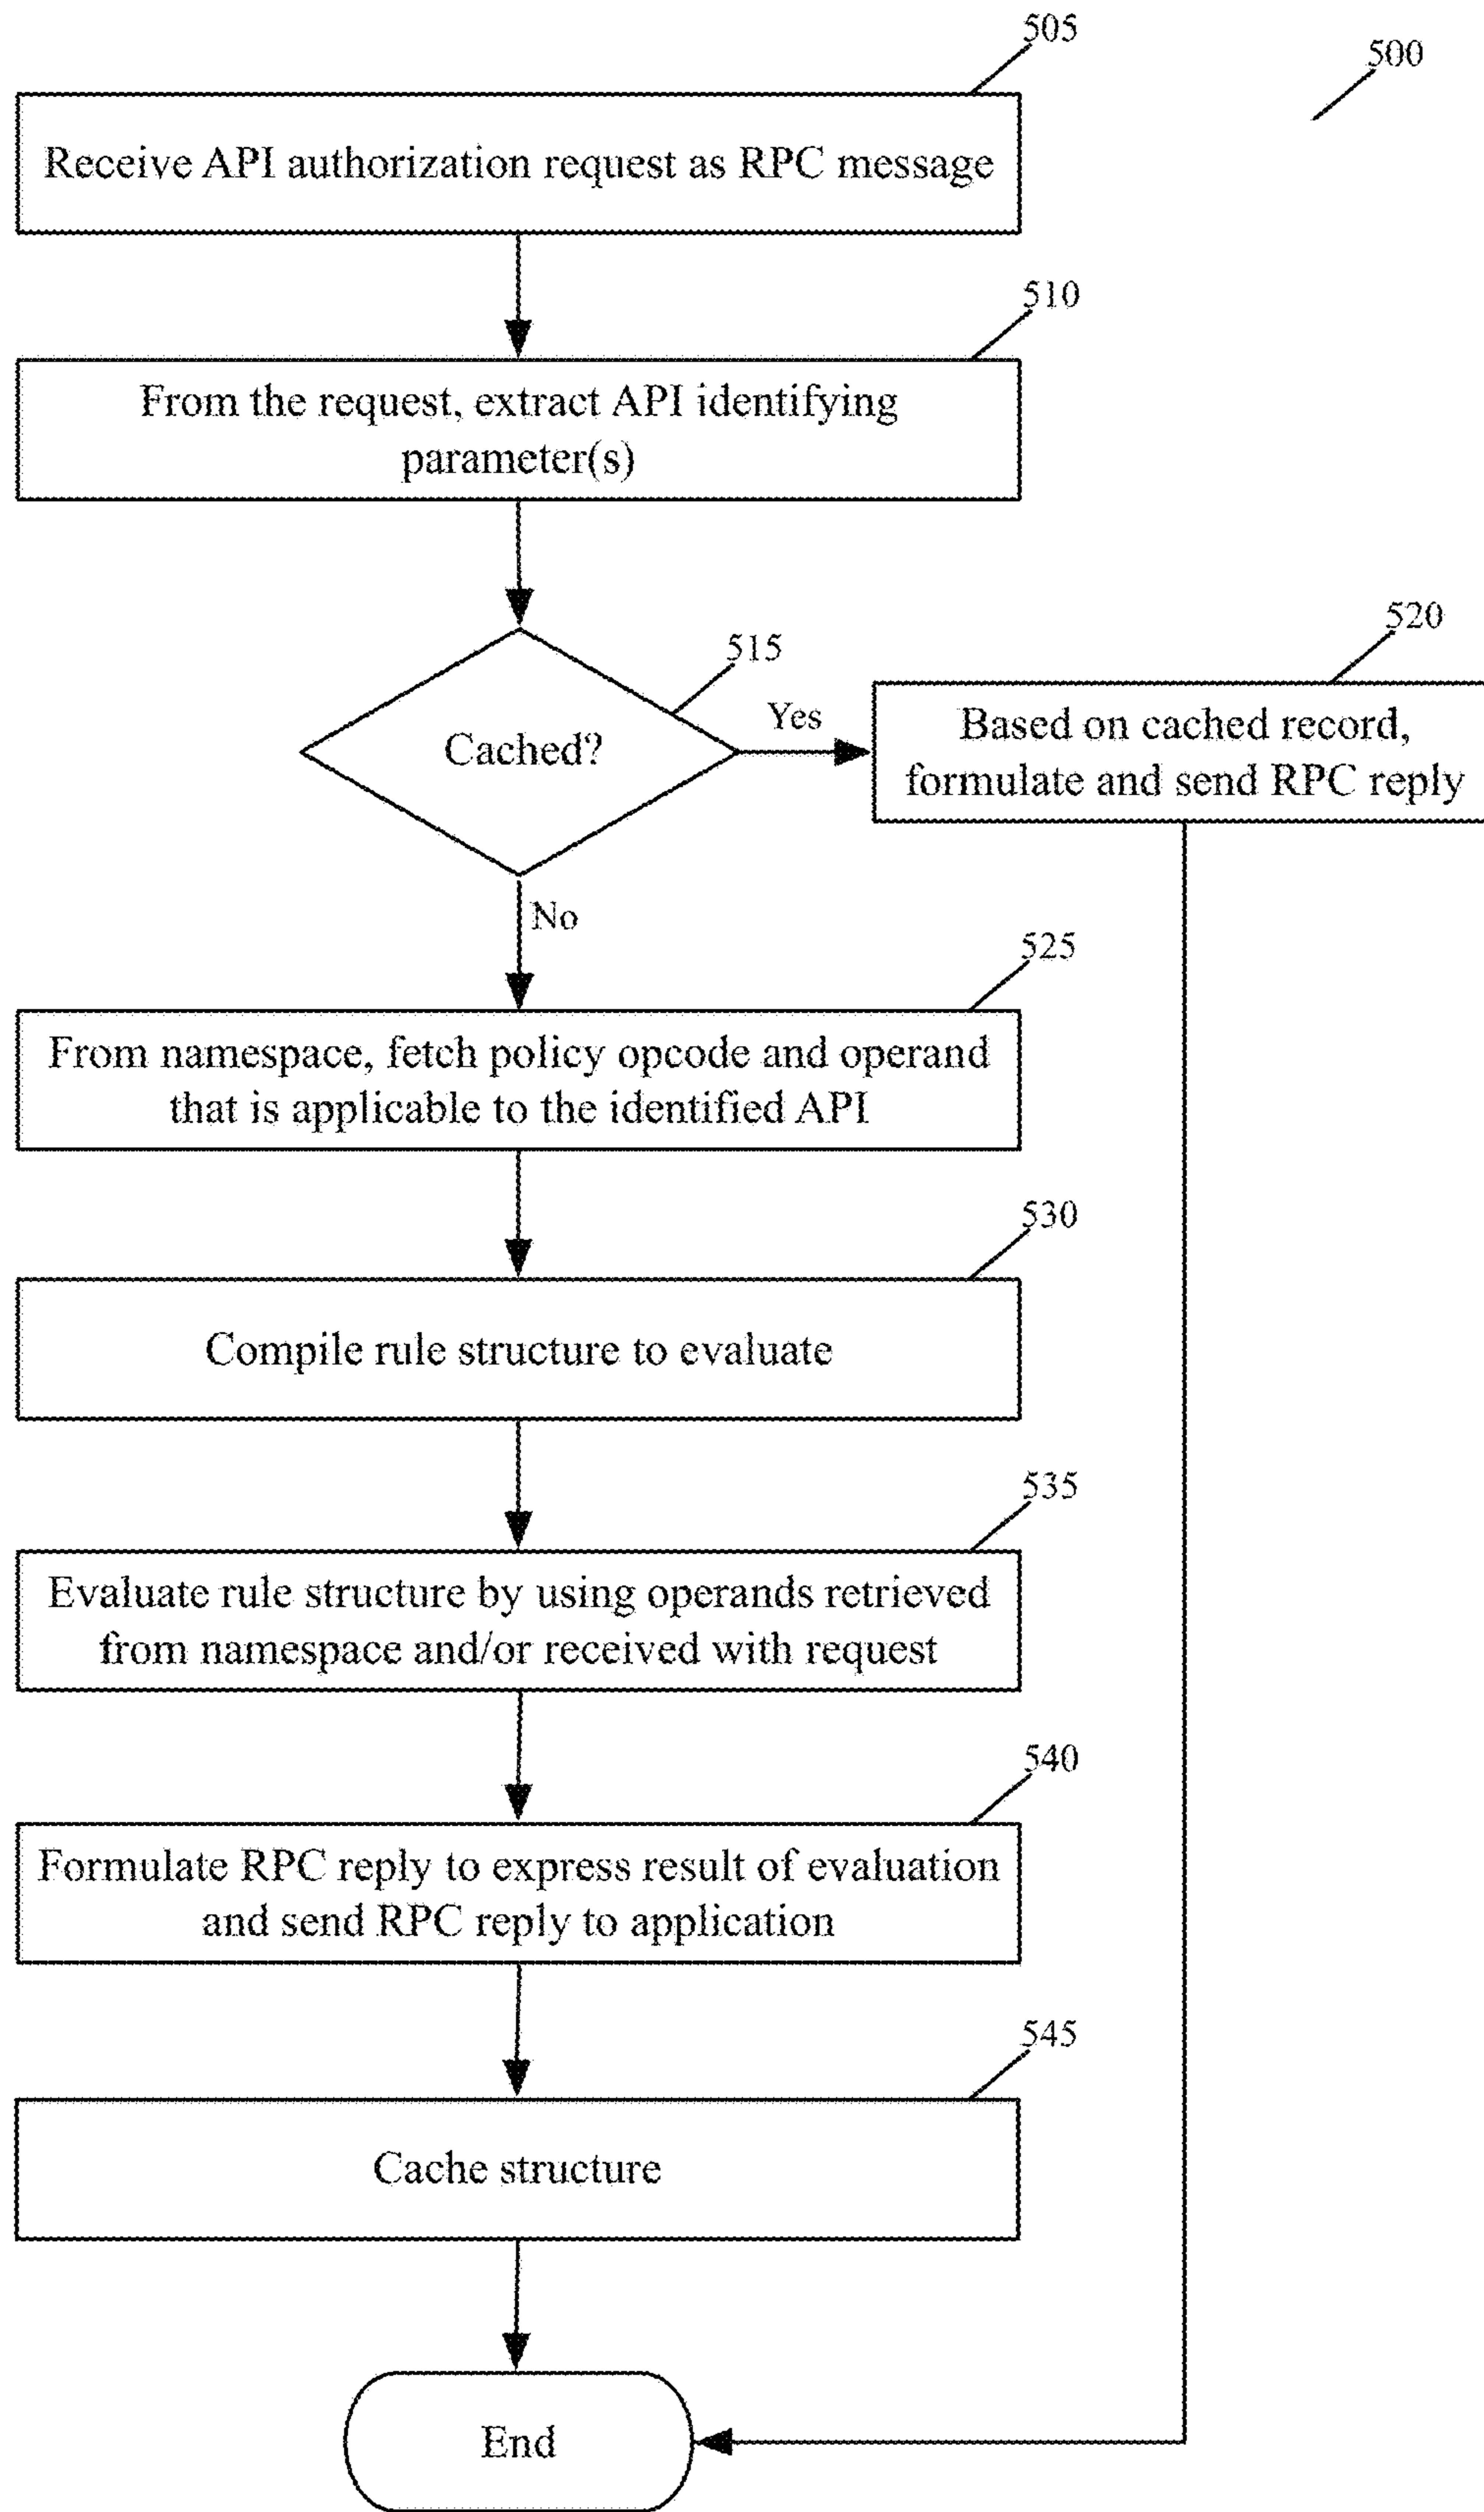 505
500
Receive API authorization request as RPC message
510
From the request, extract API identifying
parameter(s)
515
Cached?
Yes
520
Based on cached record,
formulate and send RPC reply
No
525
From namespace, fetch policy opcode and operand
that is applicable to the identified API
530
Compile rule structure to evaluate
535
Evaluate rule structure by using operands retrieved
from namespace and/or received with request
540
Formulate RPC reply to express result of evaluation
and send RPC reply to application
545
Cache structure
End